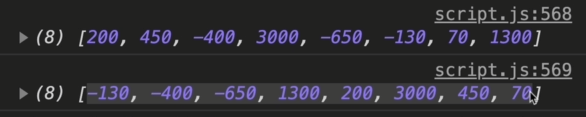 script.js:568
▶ (8) [200, 450, −400, 3000, −650, −130, 70, 1300]
script.js:569
▶ (8) [−130, −400, −650, 1300, 200, 3000, 450, 70]